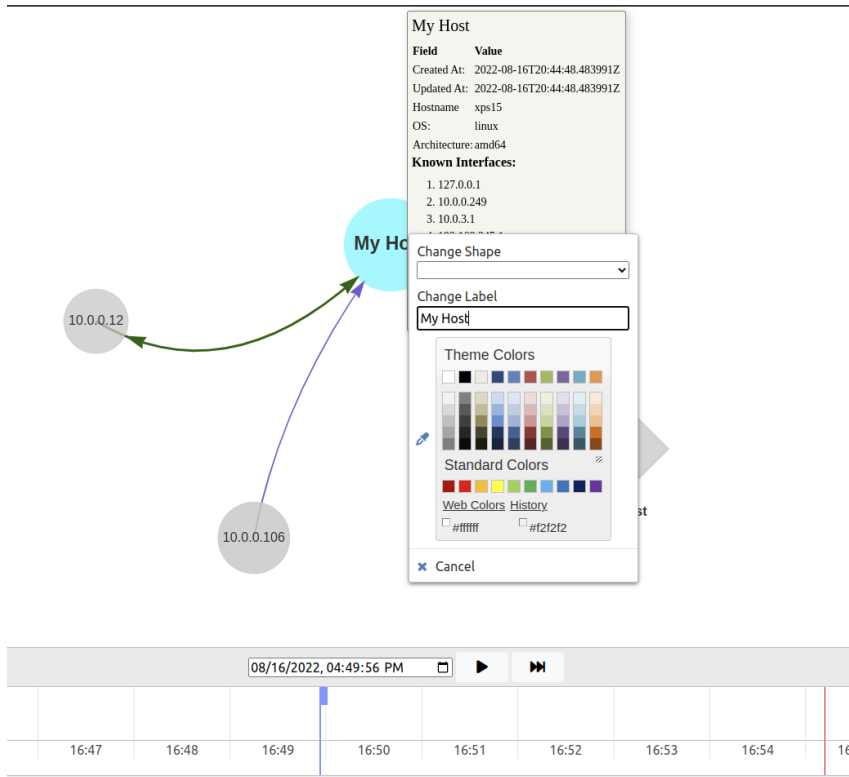 My Host
Field Value
Created At: 2022-08-16T20:44:48.483991Z
Updated At: 2022-08-16T20:44:48.483991Z
Hostname xps15
OS: linux
Architecture: amd64
Known Interfaces:
1. 127.0.0.1
2. 10.0.0.249
3. 10.0.3.1
My Ho
Change Shape
Change Label
My Host
10.0.0.12
Theme Colors
Standard Colors
Web Colors History
#ffffff #f2f2f2
st
10.0.0.106
Cancel
08/16/2022, 04:49:56 PM
16:47 16:48 16:49 16:50 16:51 16:52 16:53 16:54 16